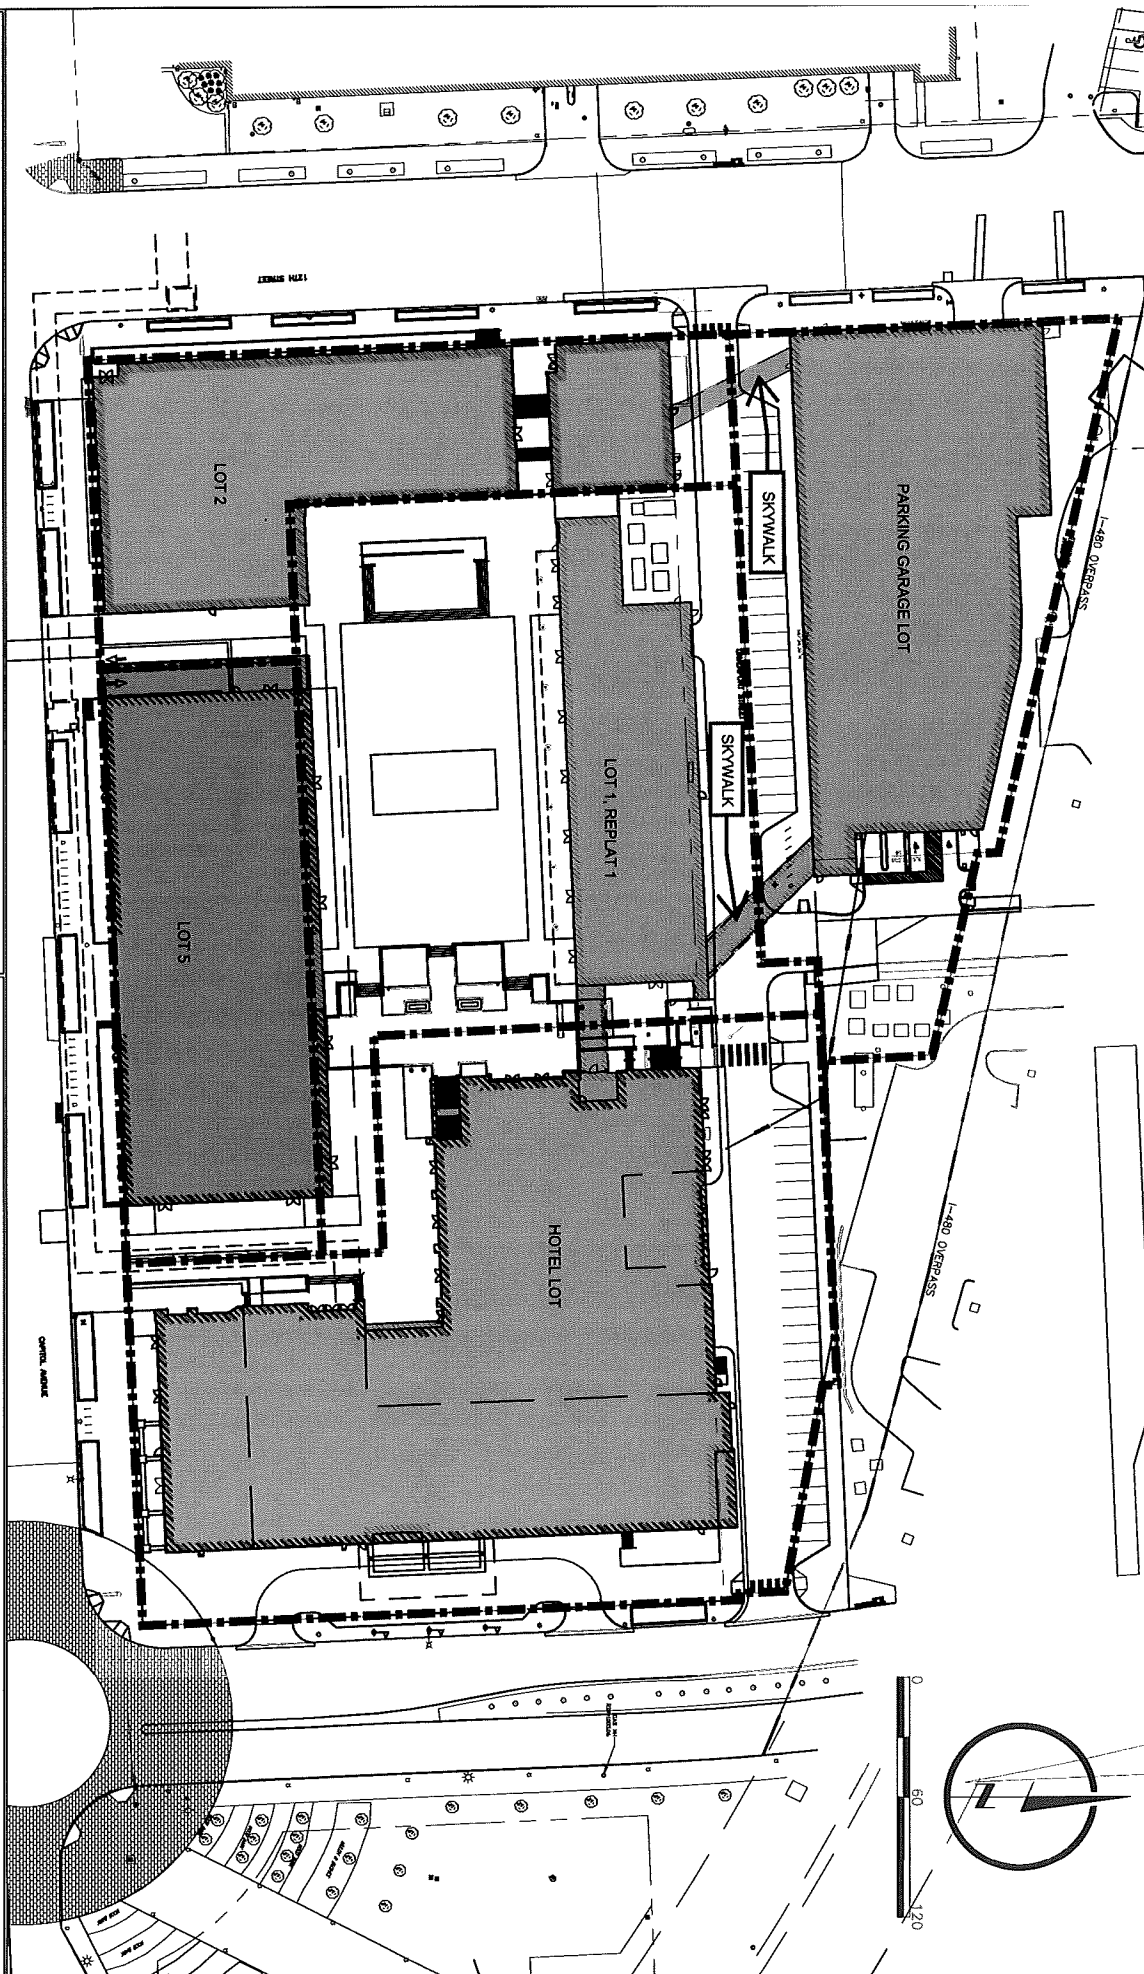 12TH STREET
LOT 2
PARKING GARAGE LOT
I-480 OVERPASS
SKYWALK
SKYWALK
LOT 1, REPLAT 1
LOT 5
HOTEL LOT
I-480 OVERPASS
CAPITOL AVENUE
0
60
120
N